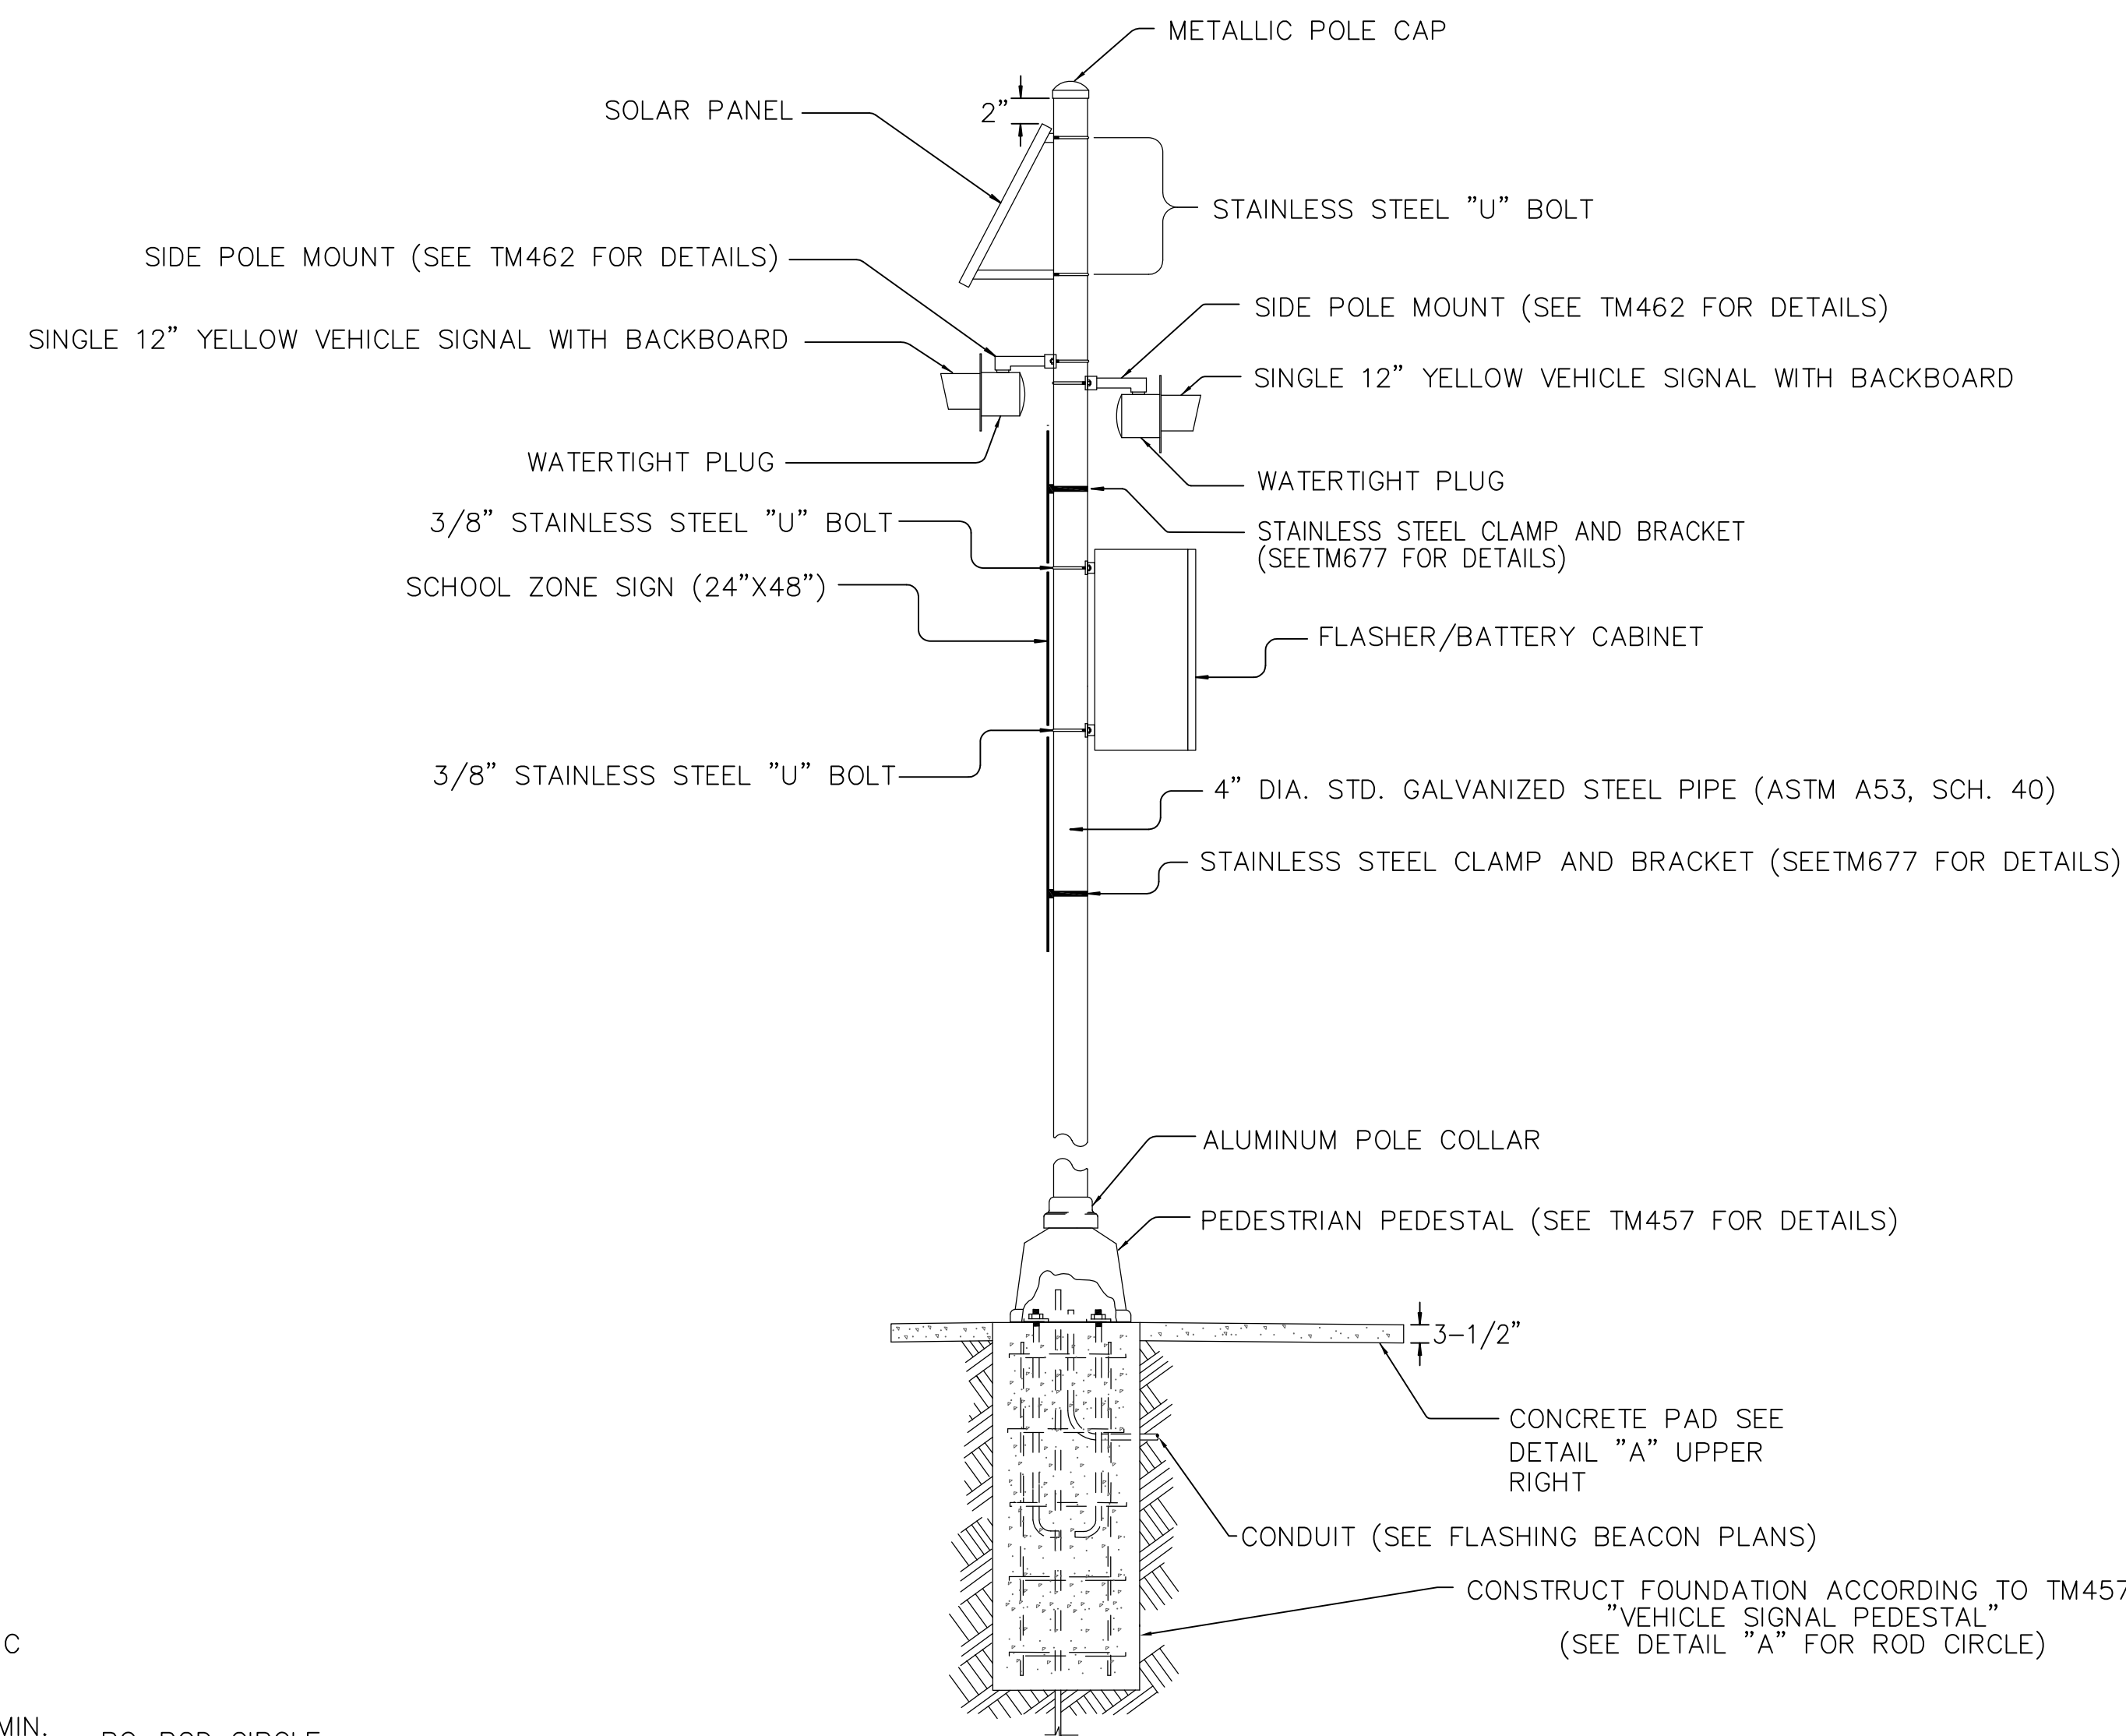 METALLIC POLE CAP
SOLAR PANEL
2"
STAINLESS STEEL "U" BOLT
SIDE POLE MOUNT (SEE TM462 FOR DETAILS)
SIDE POLE MOUNT (SEE TM462 FOR DETAILS)
SINGLE 12" YELLOW VEHICLE SIGNAL WITH BACKBOARD
SINGLE 12" YELLOW VEHICLE SIGNAL WITH BACKBOARD
WATERTIGHT PLUG
WATERTIGHT PLUG
3/8" STAINLESS STEEL "U" BOLT
STAINLESS STEEL CLAMP AND BRACKET
(SEETM677 FOR DETAILS)
SCHOOL ZONE SIGN (24"X48")
FLASHER/BATTERY CABINET
3/8" STAINLESS STEEL "U" BOLT
4" DIA. STD. GALVANIZED STEEL PIPE (ASTM A53, SCH. 40)
STAINLESS STEEL CLAMP AND BRACKET (SEETM677 FOR DETAILS)
ALUMINUM POLE COLLAR
PEDESTRIAN PEDESTAL (SEE TM457 FOR DETAILS)
3-1/2"
CONCRETE PAD SEE
DETAIL "A" UPPER
RIGHT
CONDUIT (SEE FLASHING BEACON PLANS)
CONSTRUCT FOUNDATION ACCORDING TO TM457
"VEHICLE SIGNAL PEDESTAL"
(SEE DETAIL "A" FOR ROD CIRCLE)
C
MIN.
ROD CIRCLE